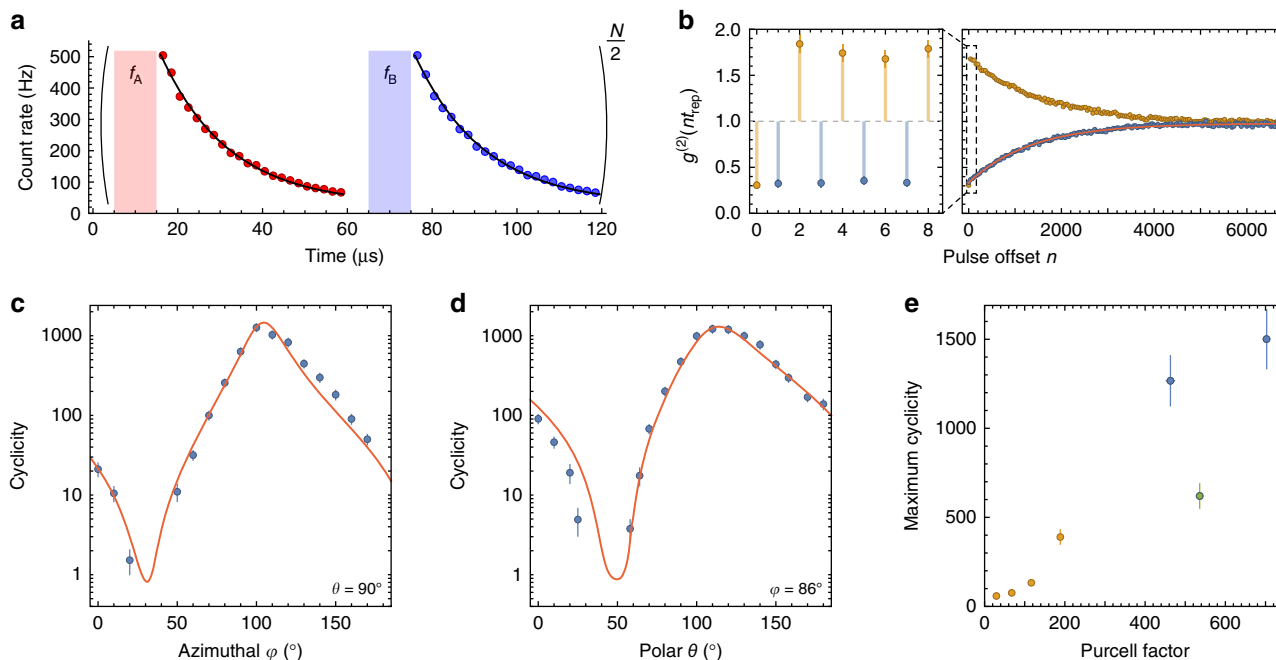 a
Count rate (Hz)
500
400
300
200
100
0
f_A
f_B
N/2
0 20 40 60 80 100 120
Time (μs)
b
g^(2)(nt_rep)
2.0
1.5
1.0
0.5
0.0
0 2 4 6 8
0 1000 2000 3000 4000 5000 6000
Pulse offset n
c
Cyclicity
1000
100
10
1
θ = 90°
0 50 100 150
Azimuthal φ (°)
d
Cyclicity
1000
100
10
1
φ = 86°
0 50 100 150
Polar θ (°)
e
Maximum cyclicity
1500
1000
500
0
0 200 400 600
Purcell factor